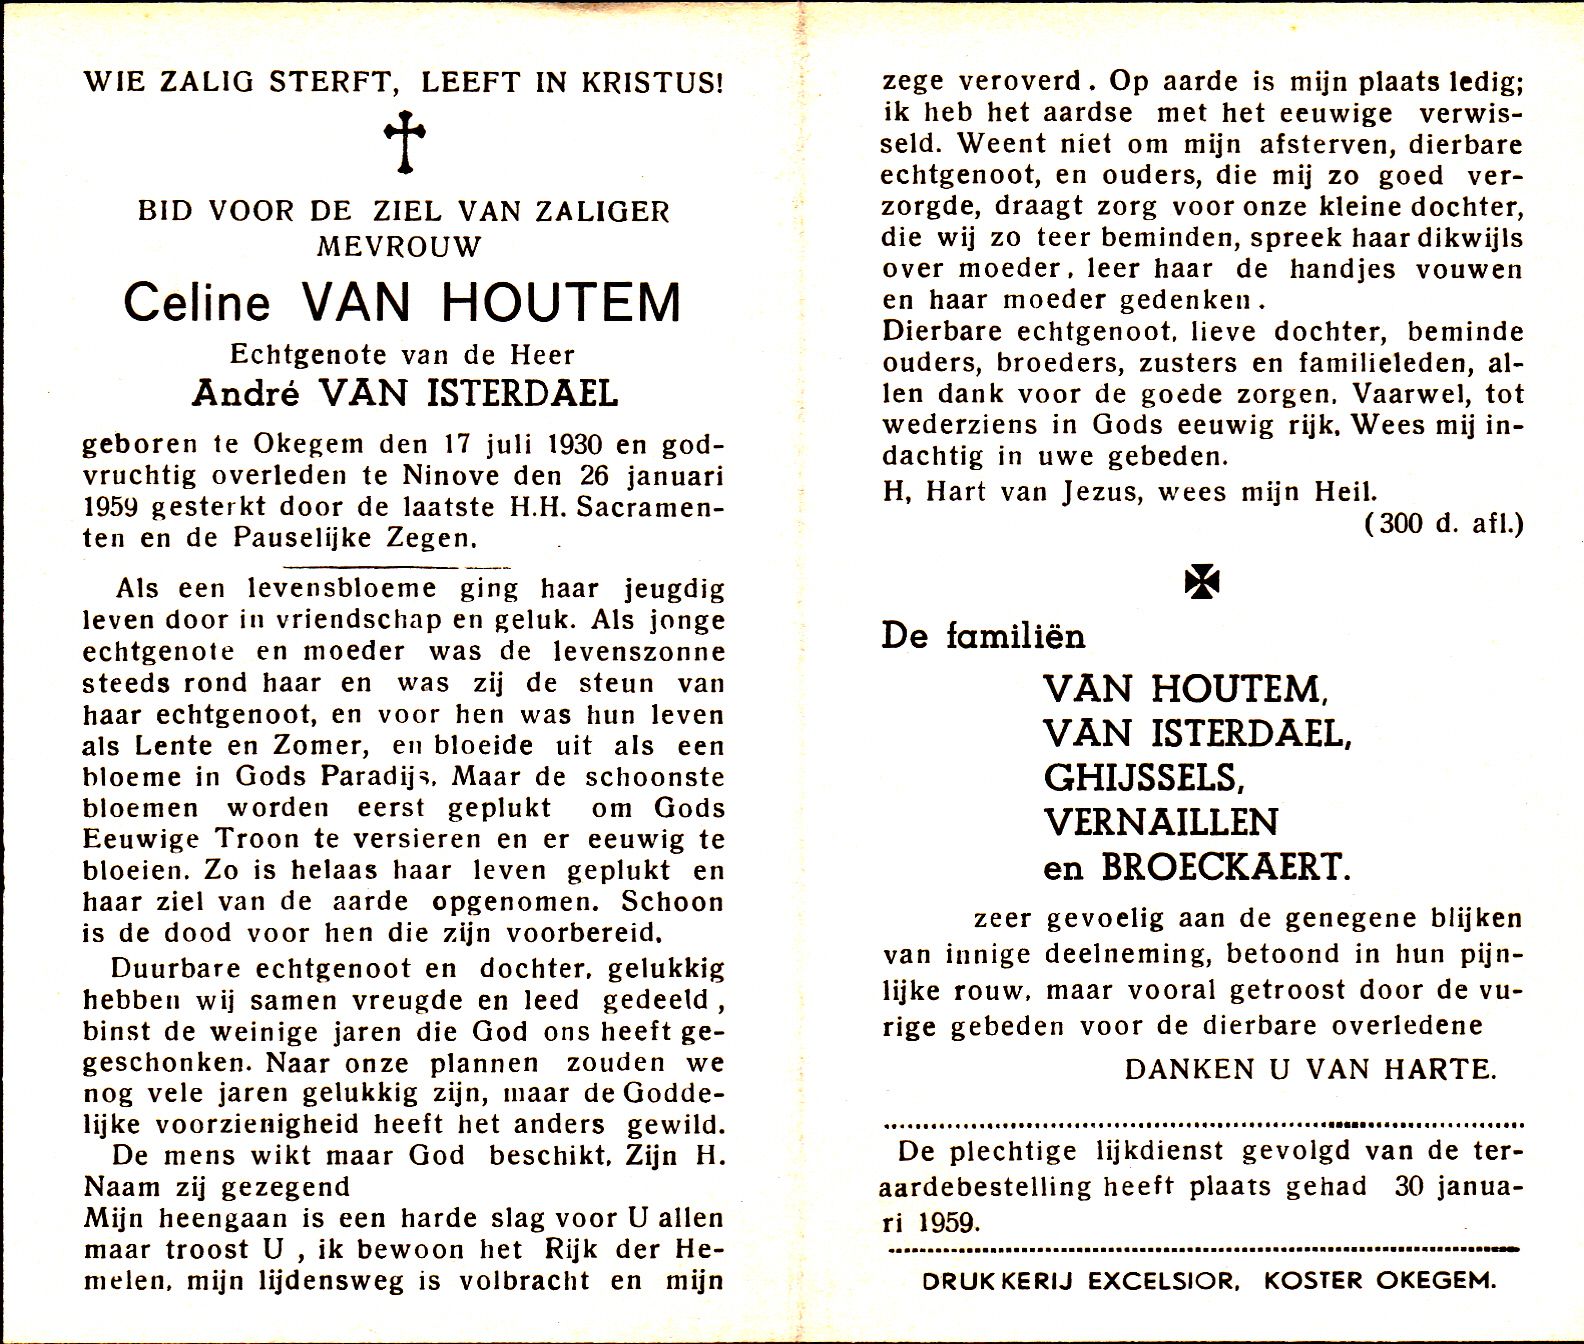 WIE ZALIG STERFT, LEEFT IN KRISTUS!
BID VOOR DE ZIEL VAN ZALIGER
MEVROUW
Celine VAN HOUTEM
Echtgenote van de Heer
André VAN ISTERDAEL
geboren te Okegem den 17 juli 1930 en god-
vruchtig overleden te Ninove den 26 januari
1959 gesterkt door de laatste H.H. Sacramen-
ten en de Pauselijke Zegen.
Als een levensbloeme ging haar jeugdig
leven door in vriendschap en geluk. Als jonge
echtgenote en moeder was de levenszonne
steeds rond haar en was zij de steun van
haar echtgenoot, en voor hen was hun leven
als Lente en Zomer, en bloeide uit als een
bloeme in Gods Paradijs. Maar de schoonste
bloemen worden eerst geplukt om Gods
Eeuwige Troon te versieren en er eeuwig te
bloeien. Zo is helaas haar leven geplukt en
haar ziel van de aarde opgenomen. Schoon
is de dood voor hen die zijn voorbereid.
Duurbare echtgenoot en dochter, gelukkig
hebben wij samen vreugde en leed gedeeld,
binst de weinige jaren die God ons heeft ge-
geschonken. Naar onze plannen zouden we
nog vele jaren gelukkig zijn, maar de Godde-
lijke voorzienigheid heeft het anders gewild.
De mens wikt maar God beschikt, Zijn H.
Naam zij gezegend
Mijn heengaan is een harde slag voor U allen
maar troost U , ik bewoon het Rijk der He-
melen, mijn lijdensweg is volbracht en mijn
zege veroverd. Op aarde is mijn plaats ledig;
ik heb het aardse met het eeuwige verwis-
seld. Weent niet om mijn afsterven, dierbare
echtgenoot, en ouders, die mij zo goed ver-
zorgde, draagt zorg voor onze kleine dochter,
die wij zo teer beminden, spreek haar dikwijls
over moeder, leer haar de handjes vouwen
en haar moeder gedenken.
Dierbare echtgenoot, lieve dochter, beminde
ouders, broeders, zusters en familieleden, al-
len dank voor de goede zorgen. Vaarwel, tot
wederziens in Gods eeuwig rijk, Wees mij in-
dachtig in uwe gebeden.
H, Hart van Jezus, wees mijn Heil.
(300 d. afl.)
De familiën
VAN HOUTEM,
VAN ISTERDAEL,
GHIJSSELS,
VERNAILLEN
en BROECKAERT.
zeer gevoelig aan de genegene blijken
van innige deelneming, betoond in hun pijn-
lijke rouw, maar vooral getroost door de vu-
rige gebeden voor de dierbare overledene
DANKEN U VAN HARTE.
De plechtige lijkdienst gevolgd van de ter-
aardebestelling heeft plaats gehad 30 janua-
ri 1959.
DRUKKERIJ EXCELSIOR, KOSTER OKEGEM.